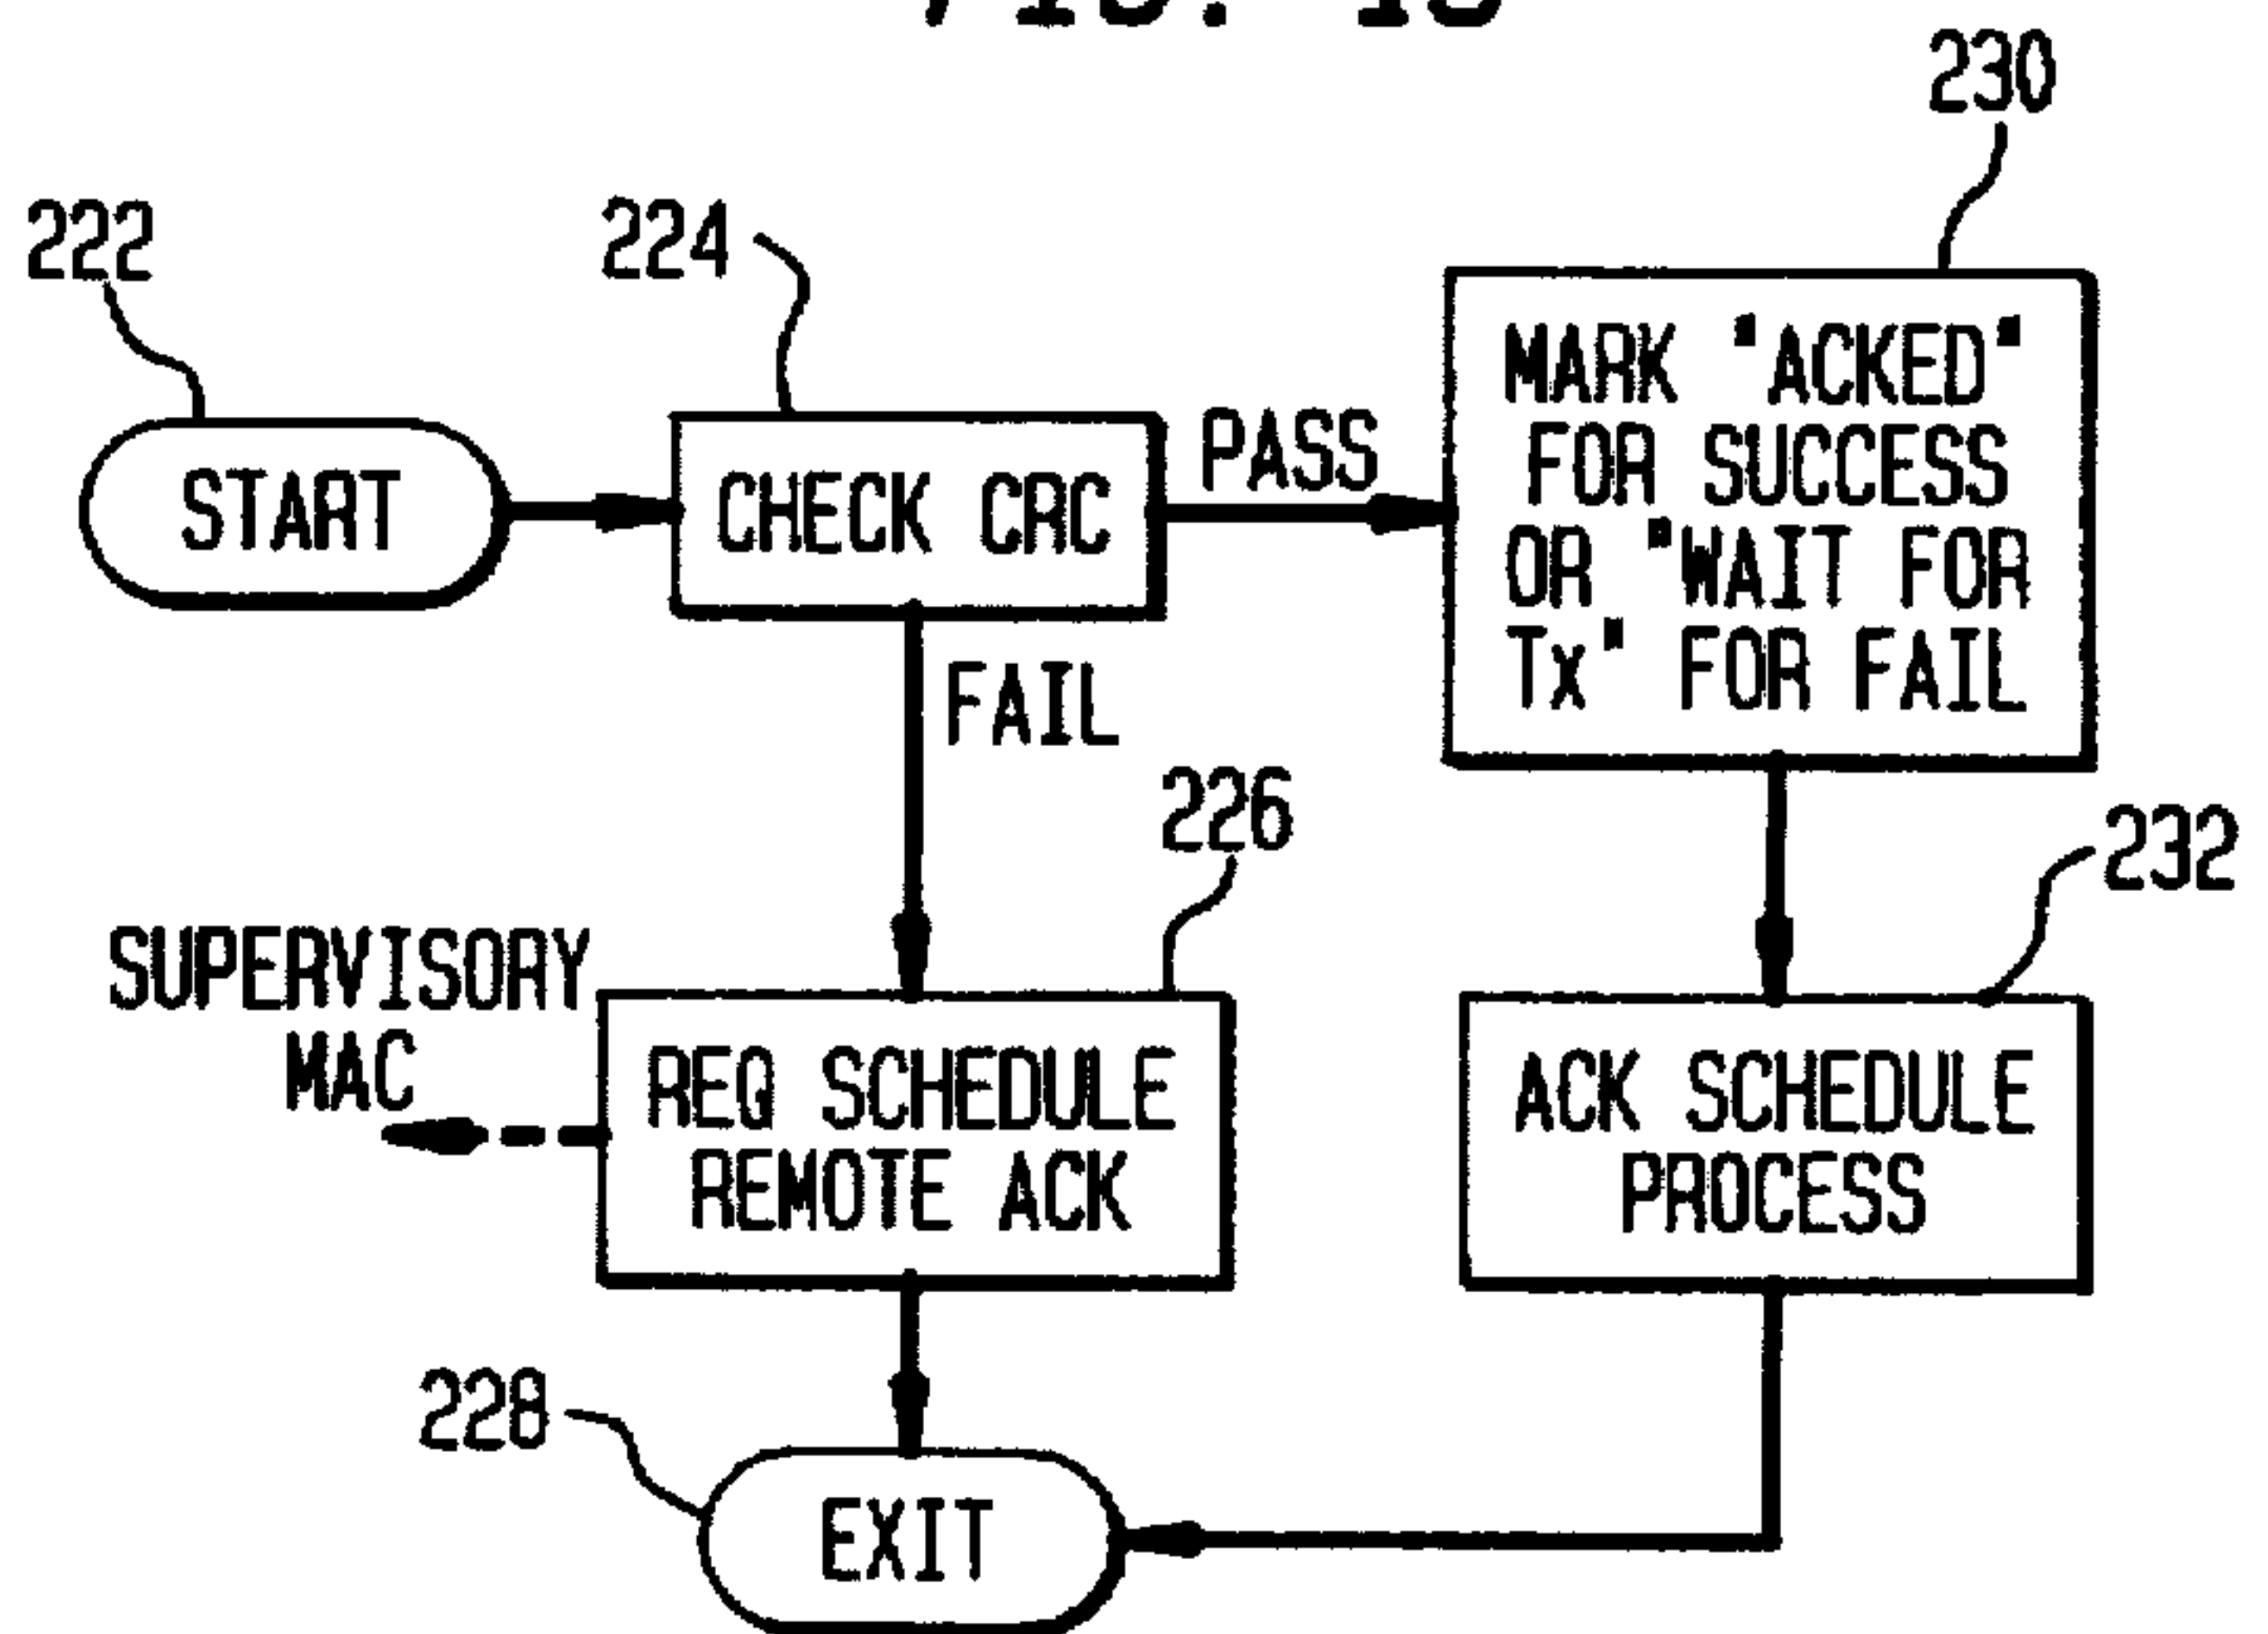 230
222
224
START
CHECK CRC
PASS
MARK "ACKED"
FOR SUCCESS
OR "WAIT FOR
Tx" FOR FAIL
FAIL
226
232
SUPERVISORY
MAC
REQ SCHEDULE
REMOTE ACK
ACK SCHEDULE
PROCESS
228
EXIT